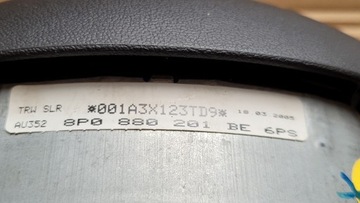 TRW SLR *001A3X123TD9* 18 03.2005
AU352 8P0 880 201 BE 6PS